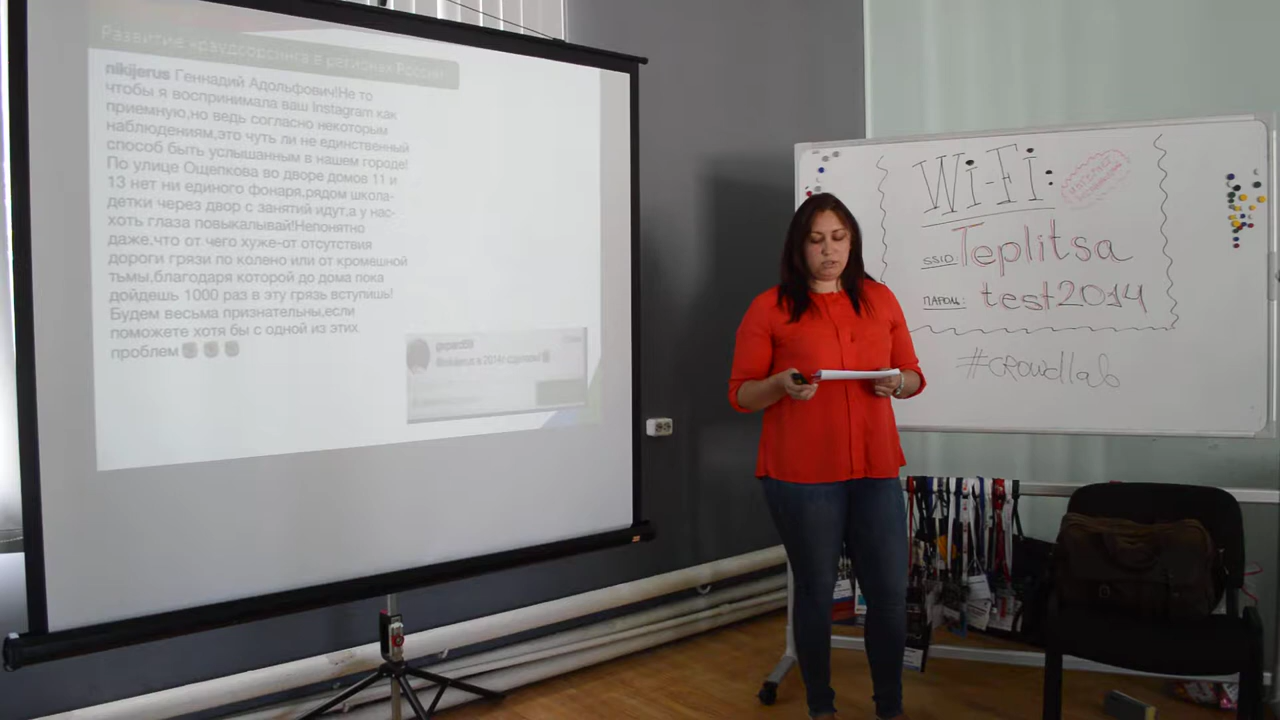 Развитие краудсорсинга в регионах России
nikijerus Геннадий Адольфович!Не то
чтобы я воспринимала ваш Instagram как
приемную,но ведь согласно некоторым
наблюдениям,это чуть ли не единственный
способ быть услышанным в нашем городе!
По улице Ощепкова во дворе домов 11 и
13 нет ни единого фонаря,рядом школа-
детки через двор с занятий идут,а у нас-
хоть глаза повыкалывай!Непонятно
даже,что от чего хуже-от отсутствия
дороги грязи по колено или от кромешной
тьмы,благодаря которой до дома пока
дойдешь 1000 раз в эту грязь вступишь!
Будем весьма признательны,если
поможете хотя бы с одной из этих
проблем
в 2014г сделаем
Wi-Fi:
SSID: Teplitsa
ПАРОЛЬ: test2014
#CROWdlab